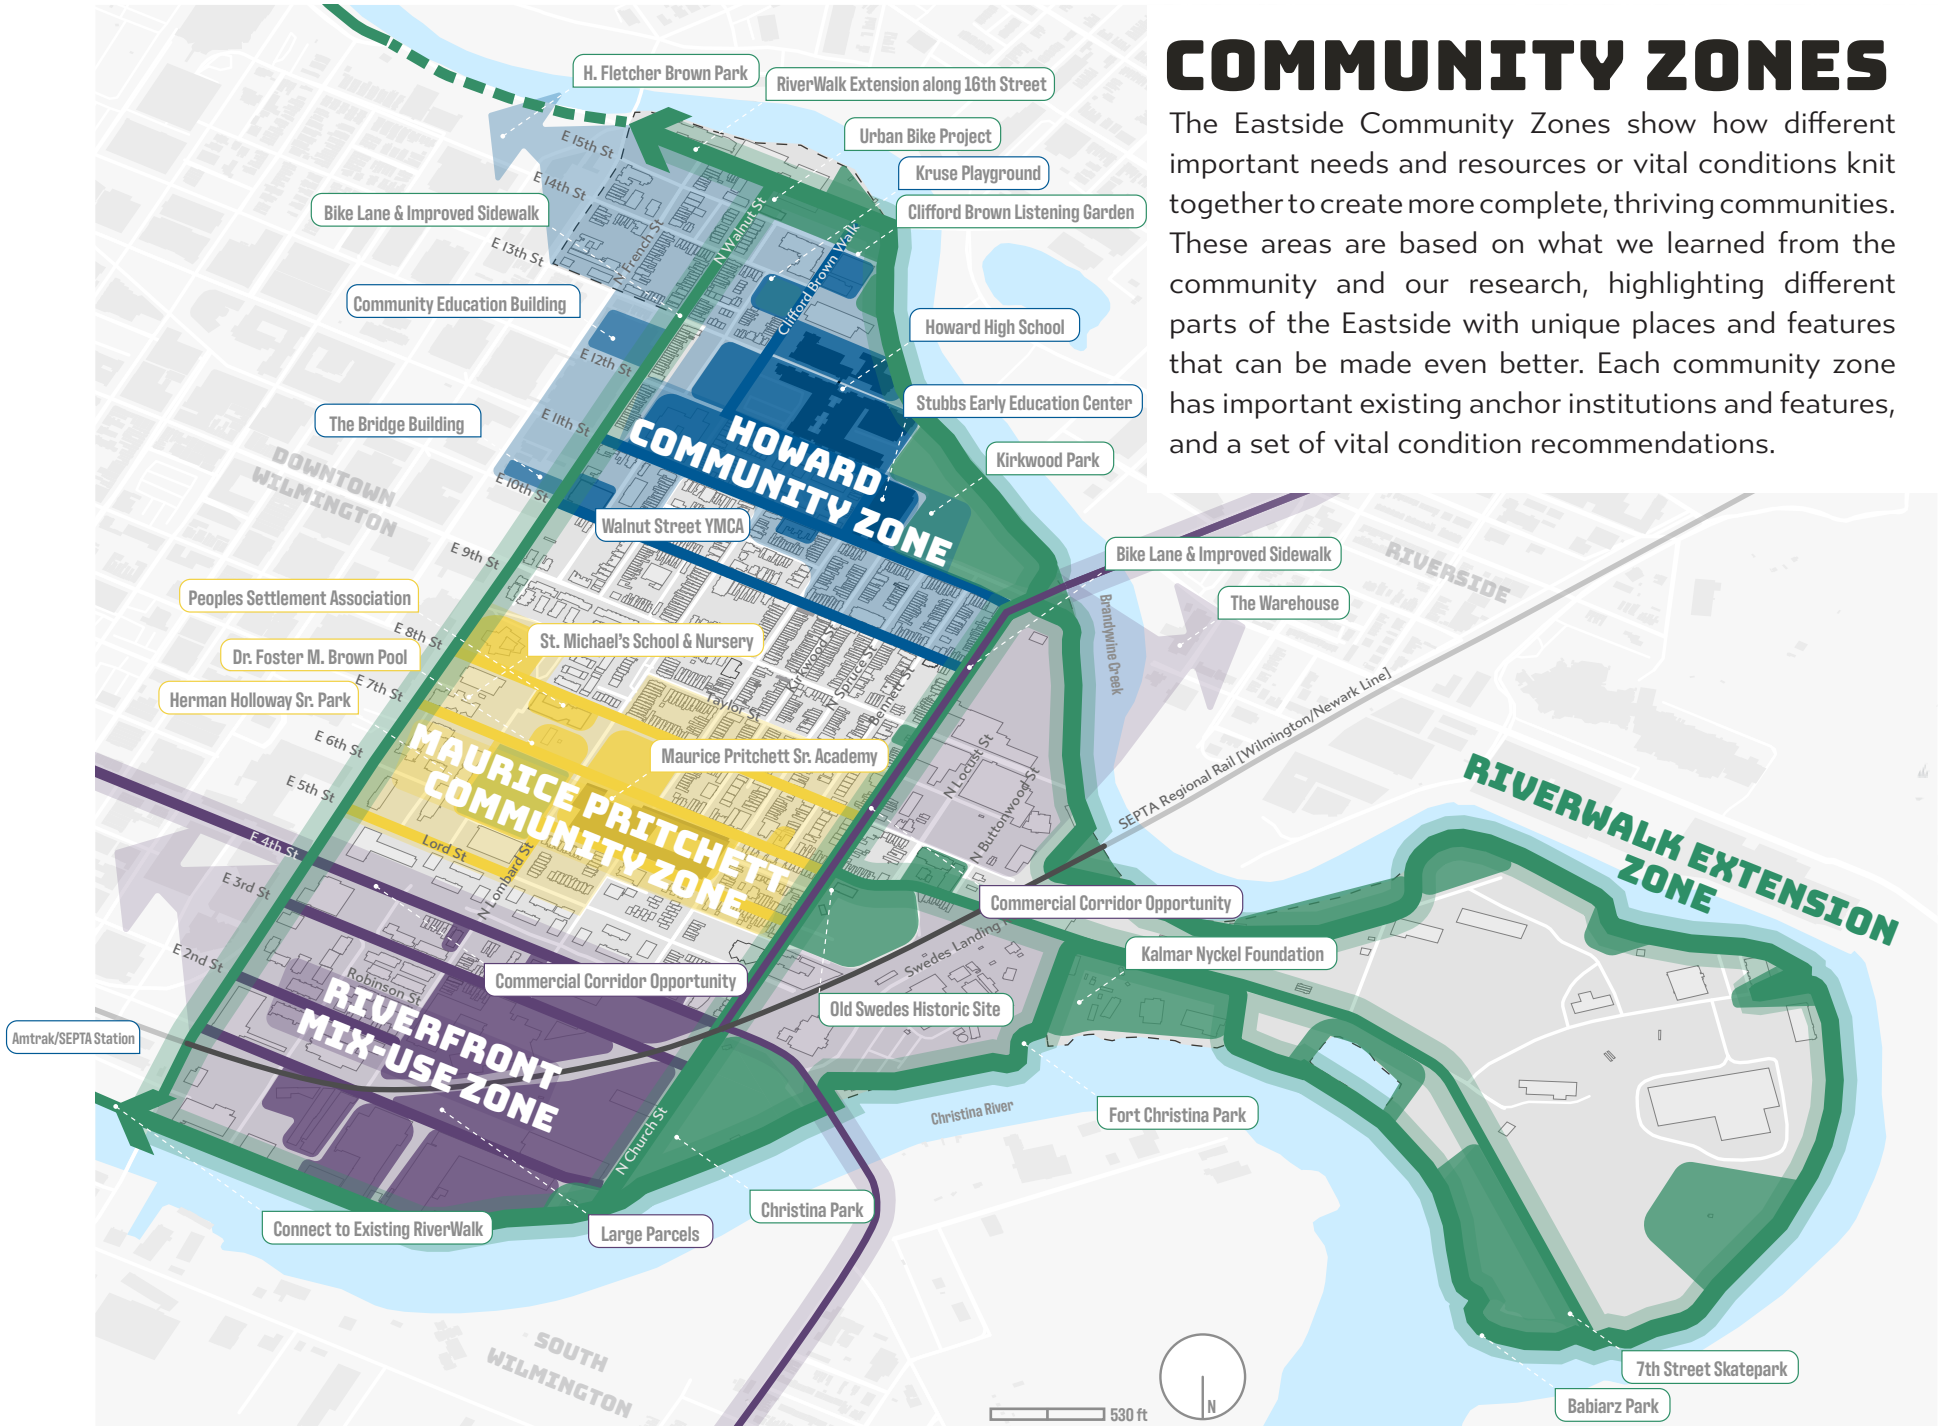 COMMUNITY ZONES
The Eastside Community Zones show how different
important needs and resources or vital conditions knit
together to create more complete, thriving communities.
These areas are based on what we learned from the
community and our research, highlighting different
parts of the Eastside with unique places and features
that can be made even better. Each community zone
has important existing anchor institutions and features,
and a set of vital condition recommendations.
H. Fletcher Brown Park
RiverWalk Extension along 16th Street
Urban Bike Project
Kruse Playground
Clifford Brown Listening Garden
Bike Lane & Improved Sidewalk
E 15th St
E 14th St
E 13th St
N French St
N Walnut St
Clifford Brown Walk
Community Education Building
Howard High School
E 12th St
Stubbs Early Education Center
The Bridge Building
E 11th St
HOWARD
COMMUNITY ZONE
Kirkwood Park
DOWNTOWN
WILMINGTON
E 10th St
Walnut Street YMCA
E 9th St
Bike Lane & Improved Sidewalk
RIVERSIDE
The Warehouse
Brandywine Creek
Peoples Settlement Association
E 8th St
St. Michael's School & Nursery
Dr. Foster M. Brown Pool
E 7th St
Herman Holloway Sr. Park
Kirkwood St
N Spruce St
Bennett St
Taylor St
E 6th St
MAURICE PRITCHETT
COMMUNITY ZONE
Maurice Pritchett Sr. Academy
E 5th St
N Locust St
N Buttonwood St
SEPTA Regional Rail [Wilmington/Newark Line]
RIVERWALK EXTENSION
ZONE
E 4th St
Lord St
N Lombard St
E 3rd St
Commercial Corridor Opportunity
Kalmar Nyckel Foundation
Swedes Landing
E 2nd St
Robinson St
Commercial Corridor Opportunity
Old Swedes Historic Site
RIVERFRONT
MIX-USE ZONE
Amtrak/SEPTA Station
Christina River
Fort Christina Park
N Church St
Christina Park
Connect to Existing RiverWalk
Large Parcels
SOUTH
WILMINGTON
7th Street Skatepark
Babiarz Park
530 ft
N